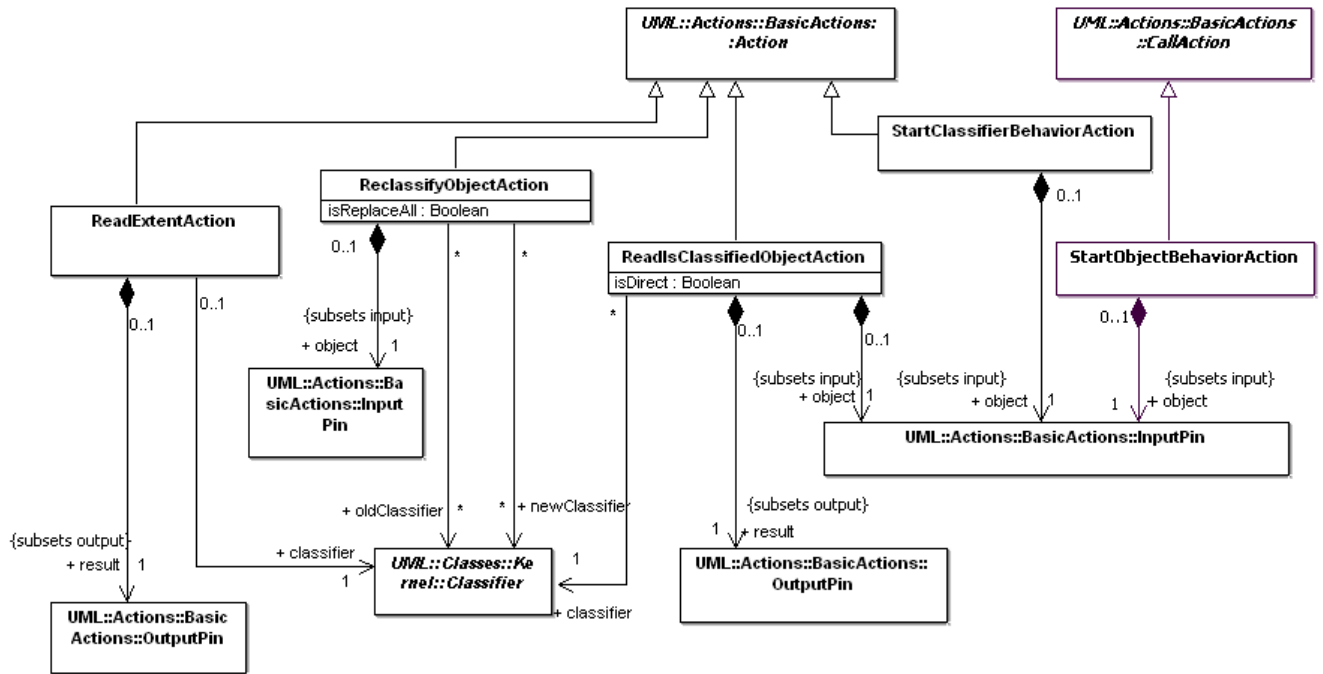 UML::Actions::BasicActions:
:Action
UML::Actions::BasicActions
::CallAction
StartClassifierBehaviorAction
0..1
ReclassifyObjectAction
isReplaceAll : Boolean
0..1
*
*
ReadExtentAction
0..1
0..1
ReadIsClassifiedObjectAction
isDirect : Boolean
*
0..1
0..1
StartObjectBehaviorAction
0..1
{subsets input}
+ object
1
UML::Actions::Ba
sicActions::Input
Pin
{subsets input}
+ object
1
{subsets input}
+ object
1
{subsets input}
1
+ object
UML::Actions::BasicActions::InputPin
+ oldClassifier
*
*
+ newClassifier
{subsets output}
1
+ result
{subsets output}
+ result
1
+ classifier
1
UML::Classes::Ke
rnel::Classifier
1
+ classifier
UML::Actions::BasicActions::
OutputPin
UML::Actions::Basic
Actions::OutputPin